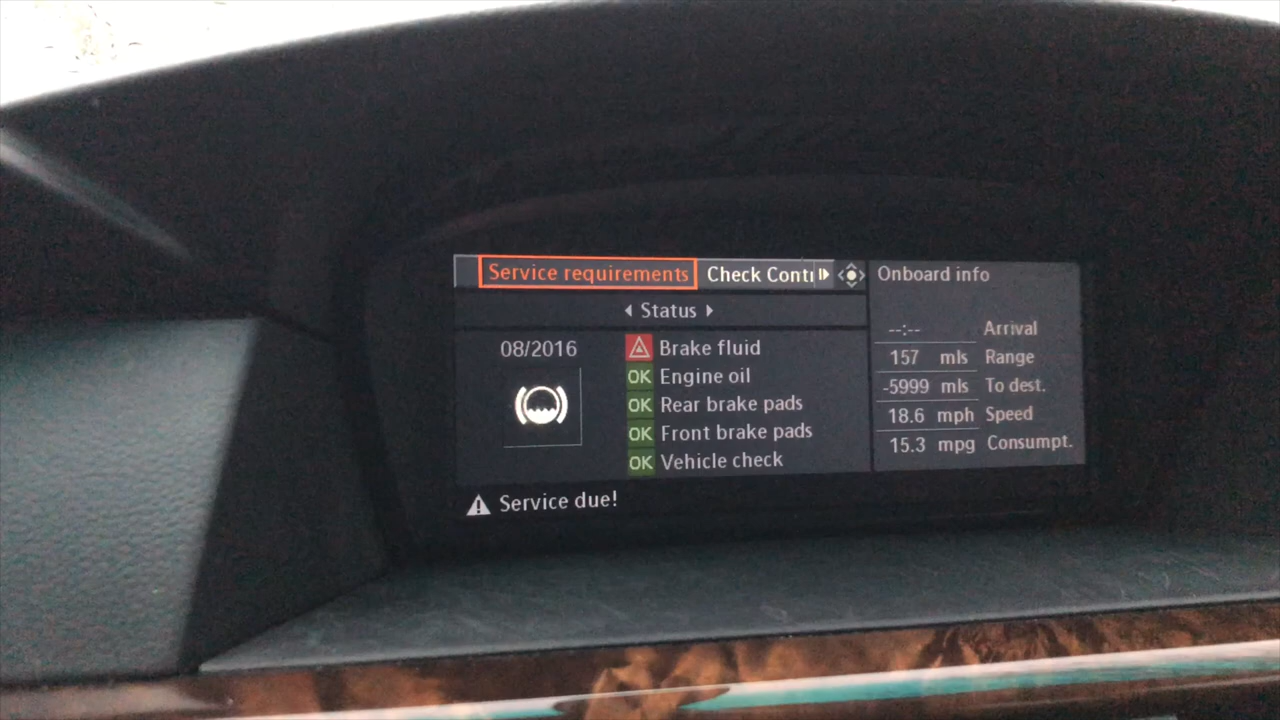 Service requirements Check Contr
Onboard info
Status
08/2016
Brake fluid
OK Engine oil
OK Rear brake pads
OK Front brake pads
OK Vehicle check
--:-- Arrival
157 mls Range
-5999 mls To dest.
18.6 mph Speed
15.3 mpg Consumpt.
Service due!